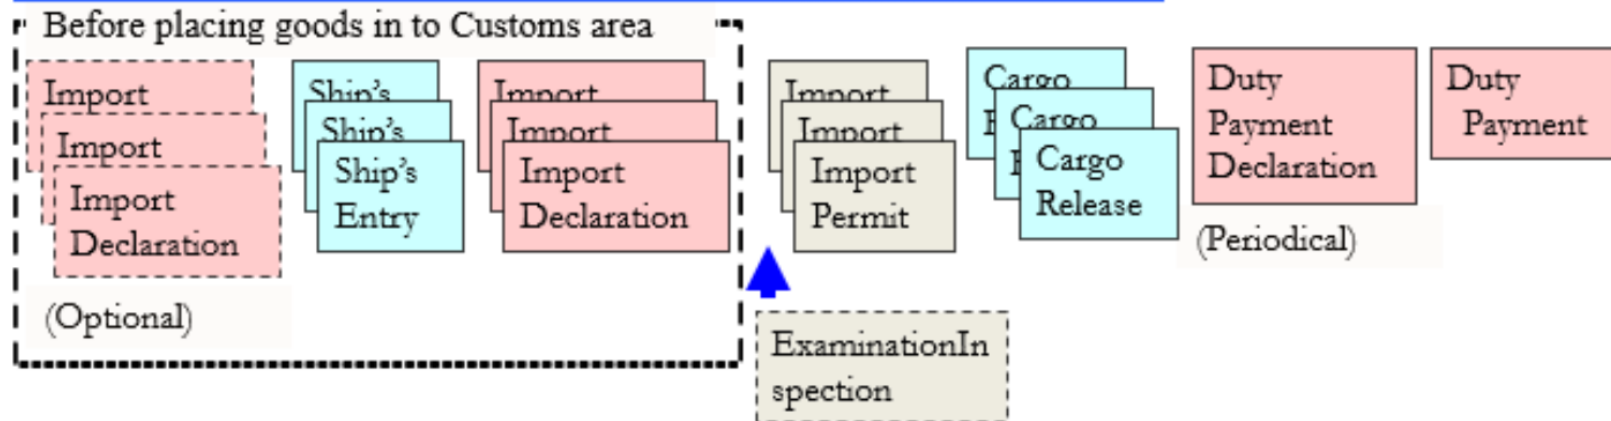 Before placing goods in to Customs area
Import
Import
Import
Declaration
(Optional)
Ship's
Ship's
Ship's
Entry
Import
Import
Import
Declaration
Import
Import
Import
Permit
ExaminationIn
spection
Cargo
Cargo
Cargo
Release
Duty
Payment
Declaration
(Periodical)
Duty
Payment